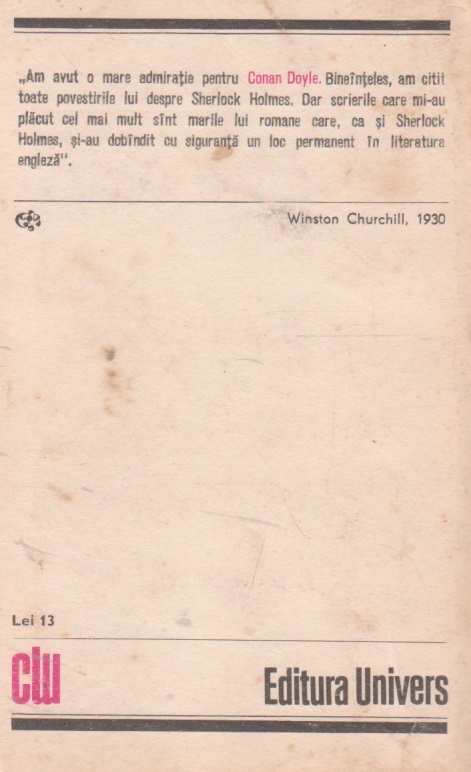 „Am avut o mare admirație pentru Conan Doyle. Bineînțeles, am citit
toate povestirile lui despre Sherlock Holmes. Dar scrierile care mi-au
plăcut cel mai mult sînt marile lui romane care, ca și Sherlock
Holmes, și-au dobîndit cu siguranță un loc permanent în literatura
engleză“.
Winston Churchill, 1930
Lei 13
clu
Editura Univers